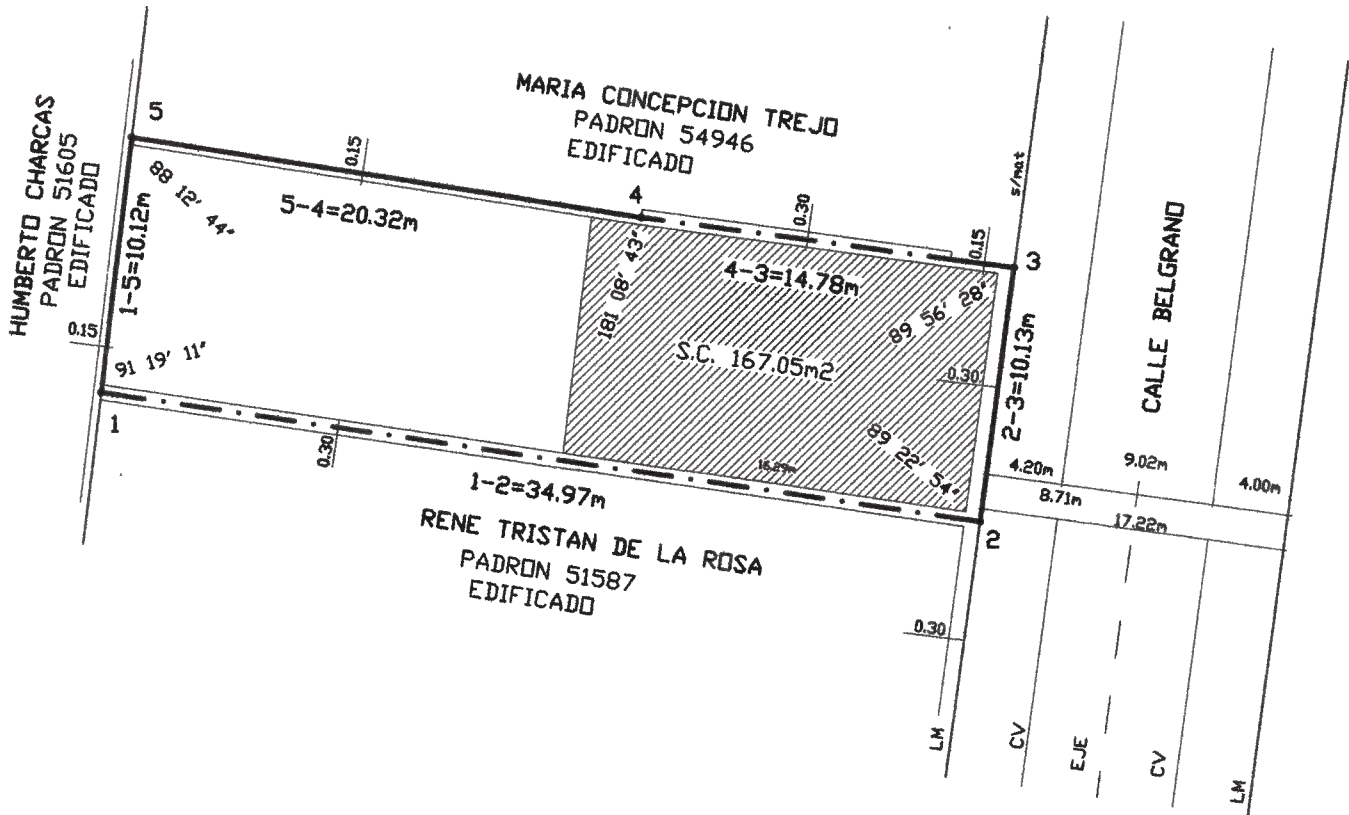 MARIA CONCEPCION TREJO
PADRON 54946
EDIFICADO
HUMBERTO CHARCAS
PADRON 51605
EDIFICADO
5
88 12' 44"
0.15
5-4=20.32m
4
0.30
0.15
s/mat
3
4-3=14.78m
181 08' 43"
89 56' 28"
1-5=10.12m
0.15
91 19' 11"
S.C. 167.05m2
0.30
2-3=10.13m
CALLE BELGRANO
89 22' 54"
16.29m
1
0.30
1-2=34.97m
2
4.20m
9.02m
4.00m
8.71m
17.22m
RENE TRISTAN DE LA ROSA
PADRON 51587
EDIFICADO
0.30
LM
CV
EJE
CV
LM